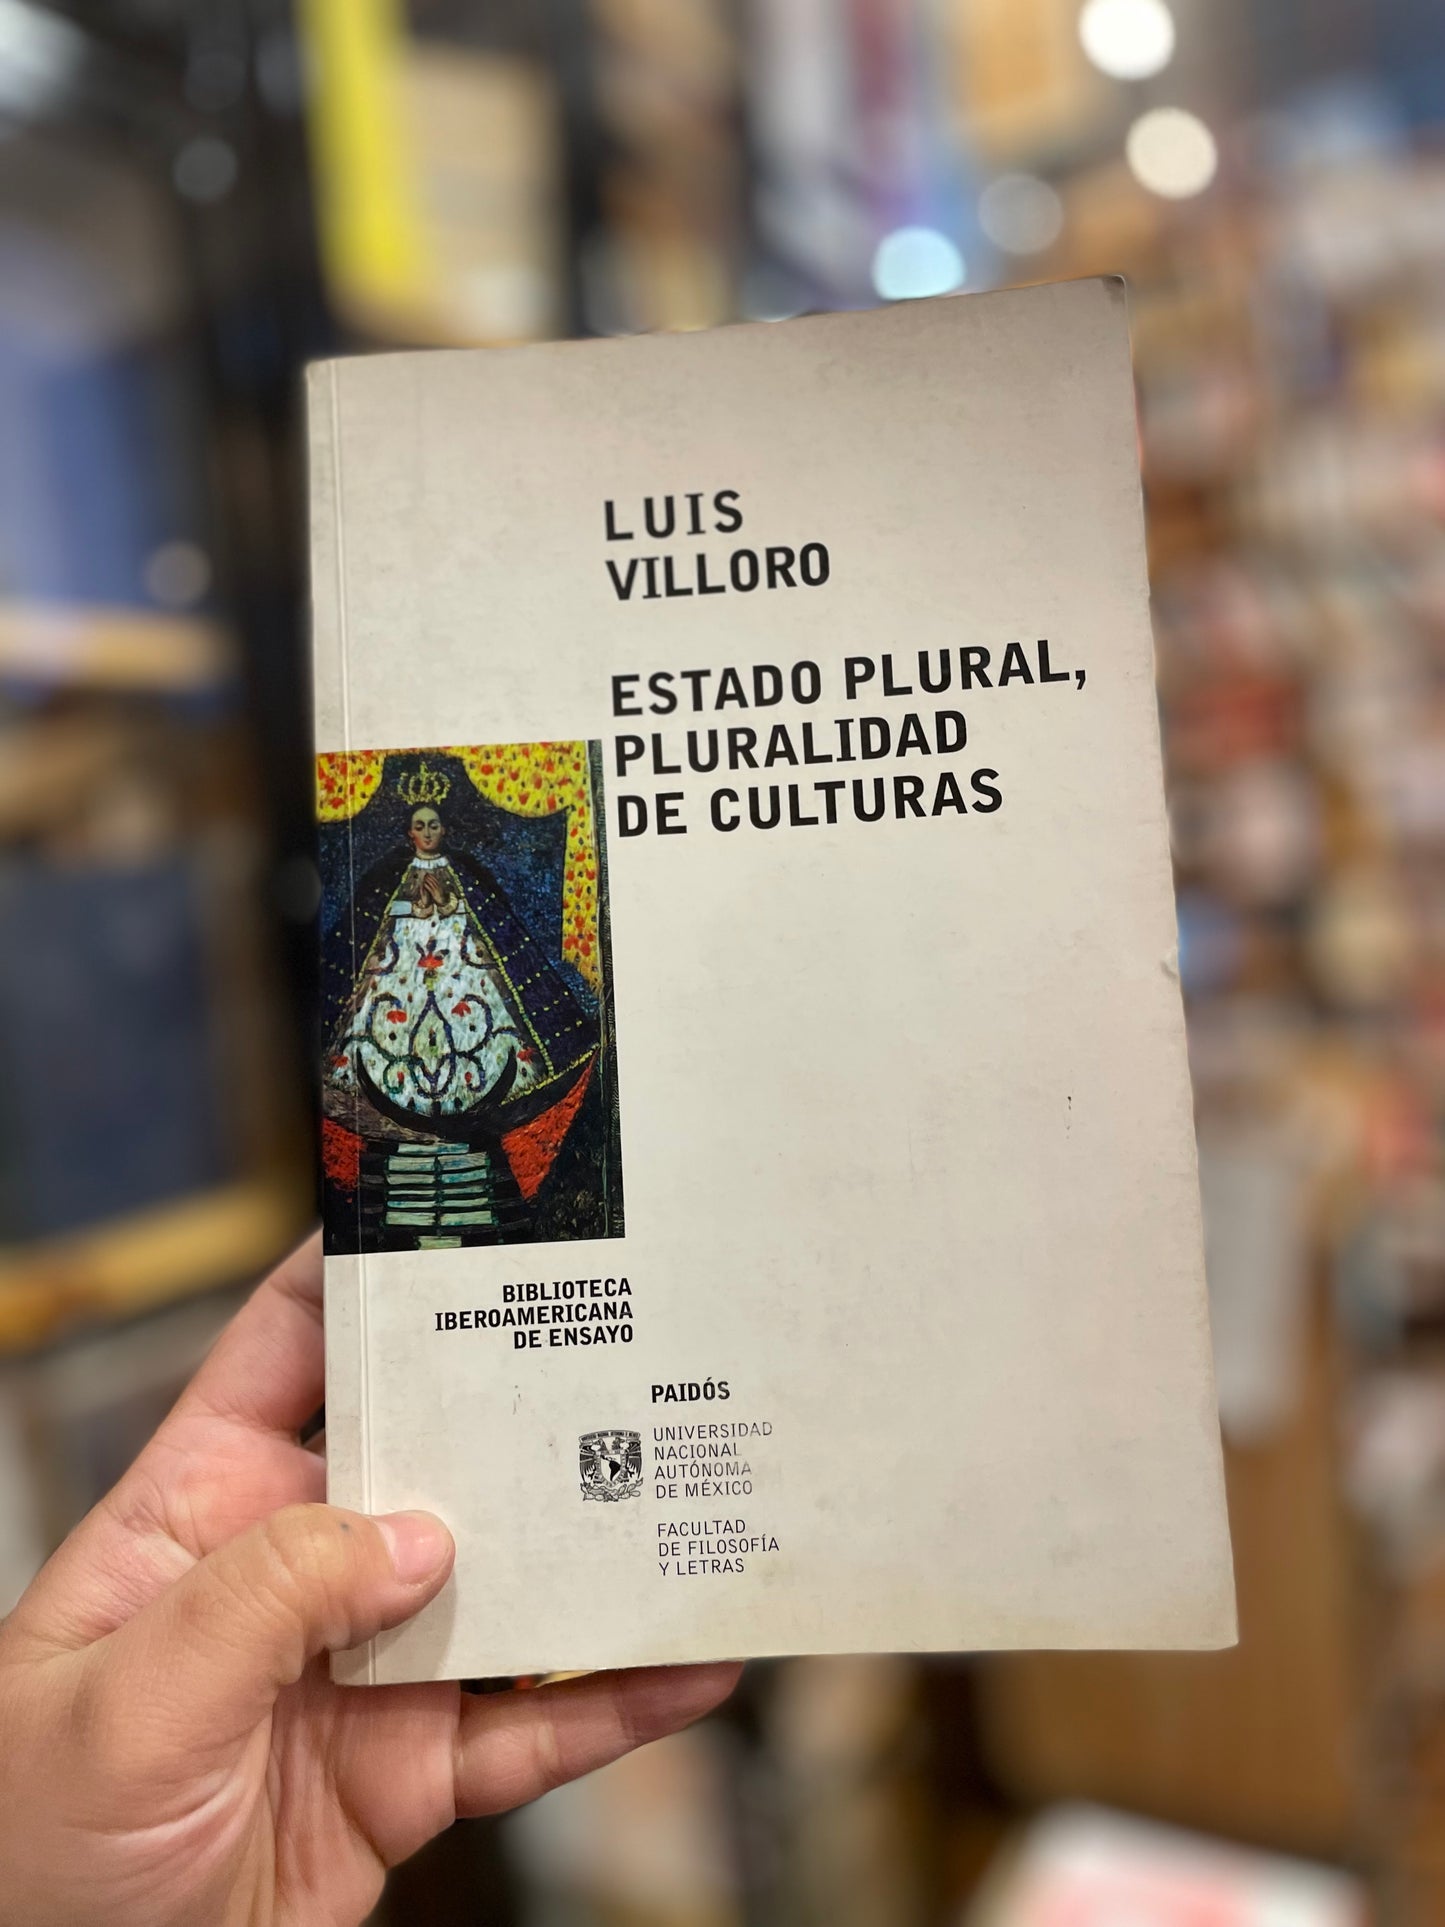 LUIS
VILLORO
ESTADO PLURAL,
PLURALIDAD
DE CULTURAS
BIBLIOTECA
IBEROAMERICANA
DE ENSAYO
PAIDÓS
UNIVERSIDAD
NACIONAL
AUTÓNOMA
DE MÉXICO
FACULTAD
DE FILOSOFÍA
Y LETRAS